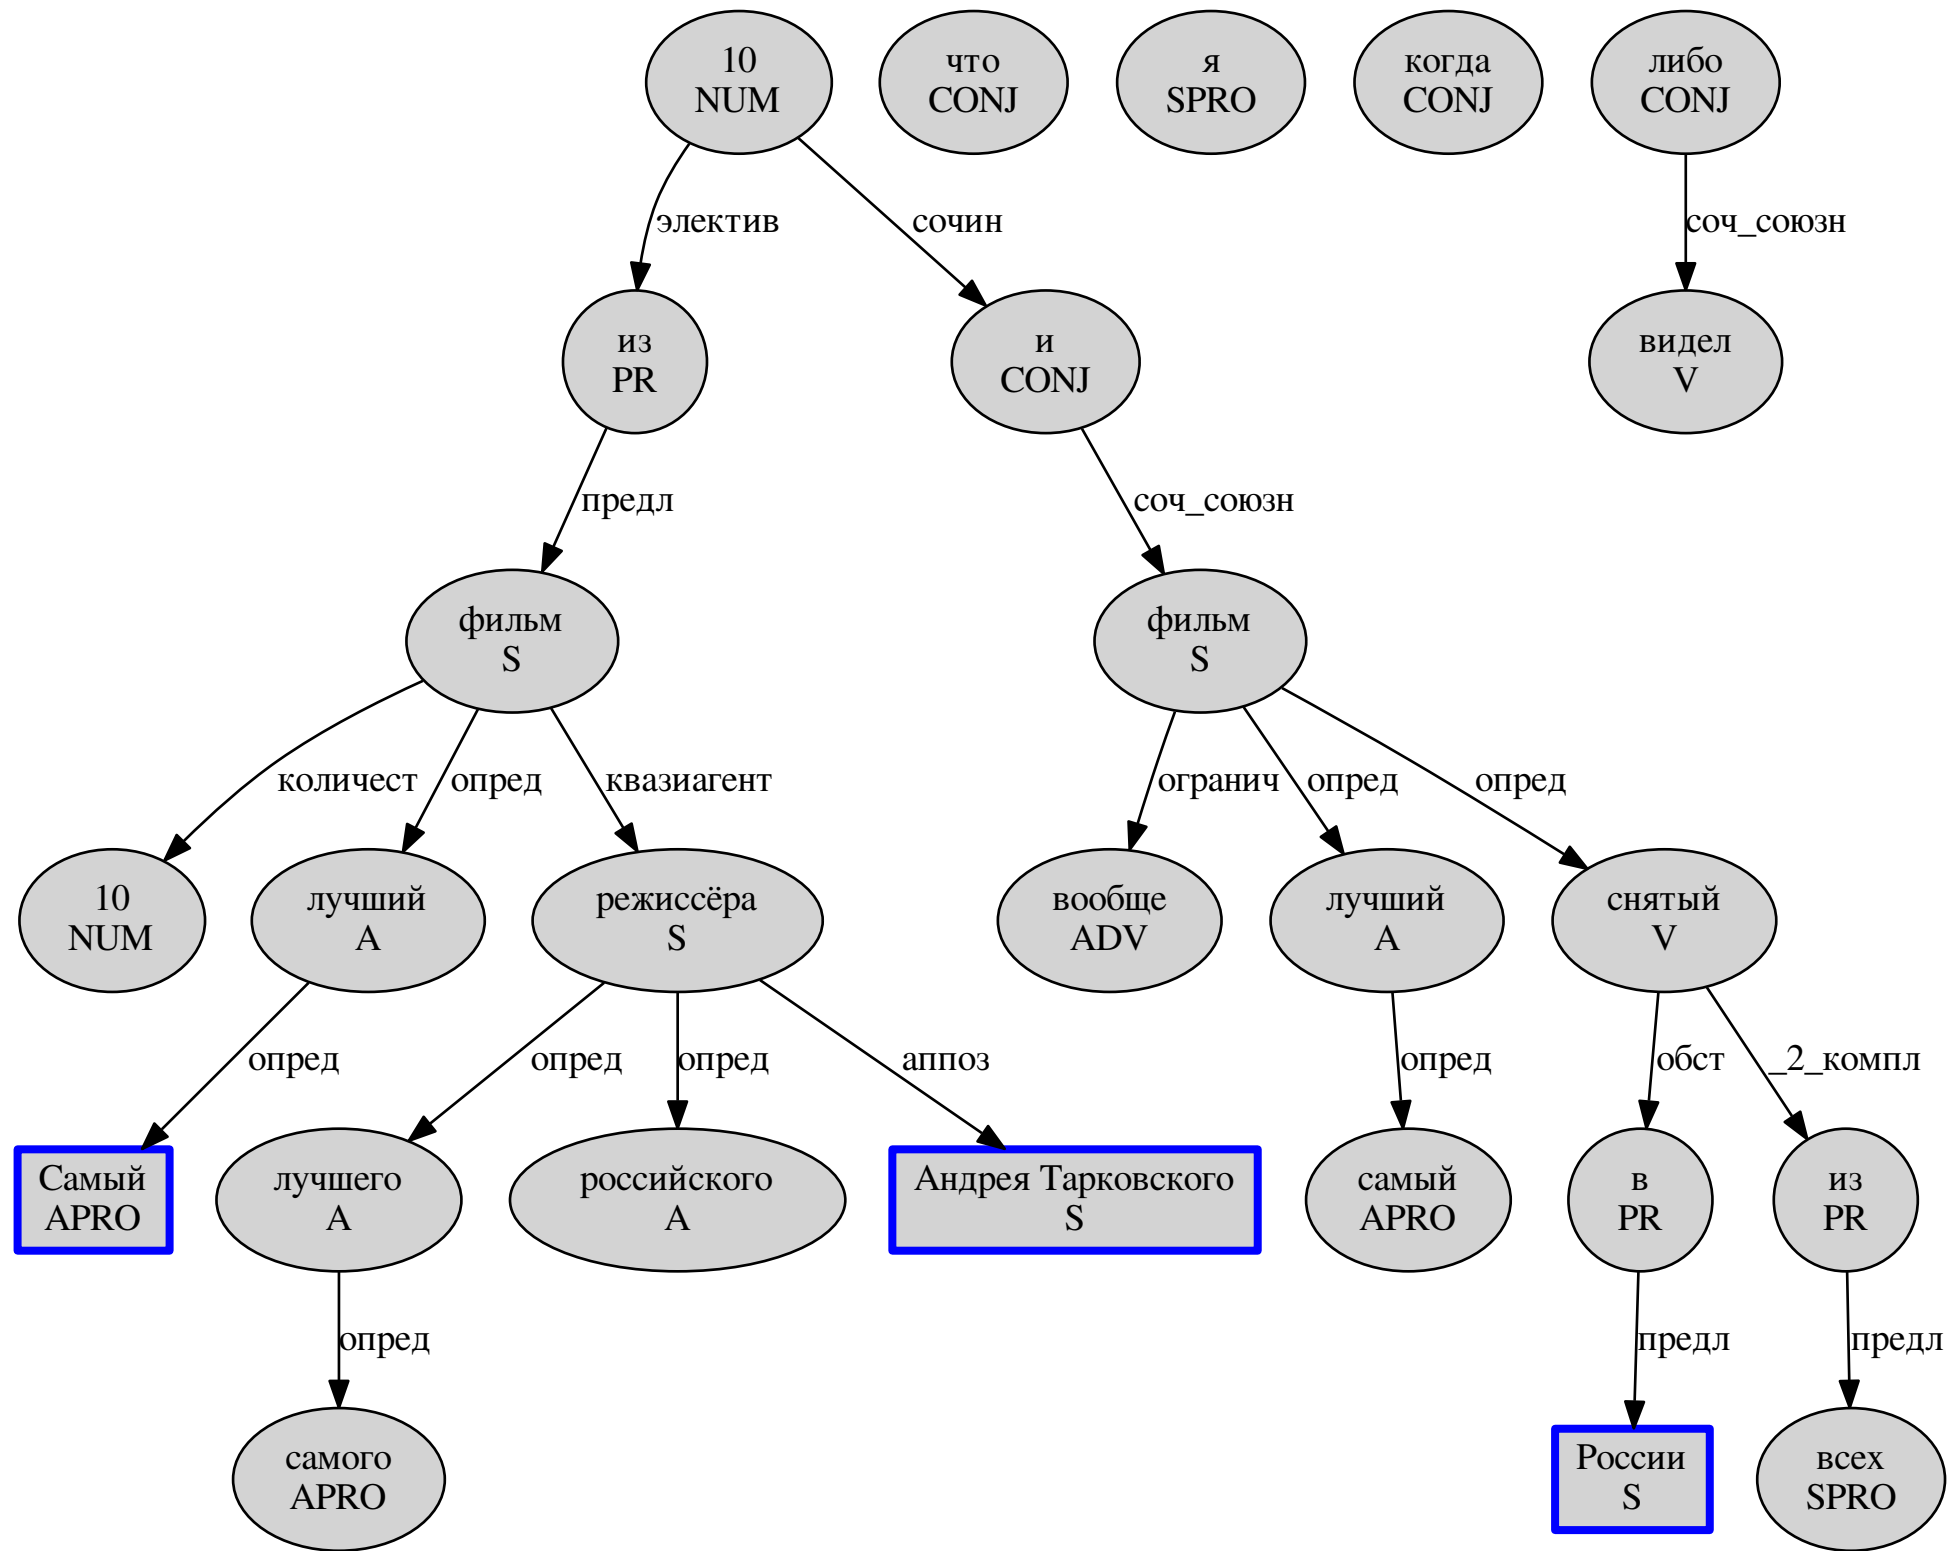 10
NUM
что
CONJ
я
SPRO
когда
CONJ
либо
CONJ
электив
сочин
соч_союзн
из
PR
и
CONJ
видел
V
предл
соч_союзн
фильм
S
фильм
S
количест
опред
квазиагент
огранич
опред
опред
10
NUM
лучший
A
режиссёра
S
вообще
ADV
лучший
A
снятый
V
опред
опред
опред
аппоз
опред
обст
_2_компл
Самый
APRO
лучшего
A
российского
A
Андрея Тарковского
S
самый
APRO
в
PR
из
PR
опред
предл
предл
самого
APRO
России
S
всех
SPRO